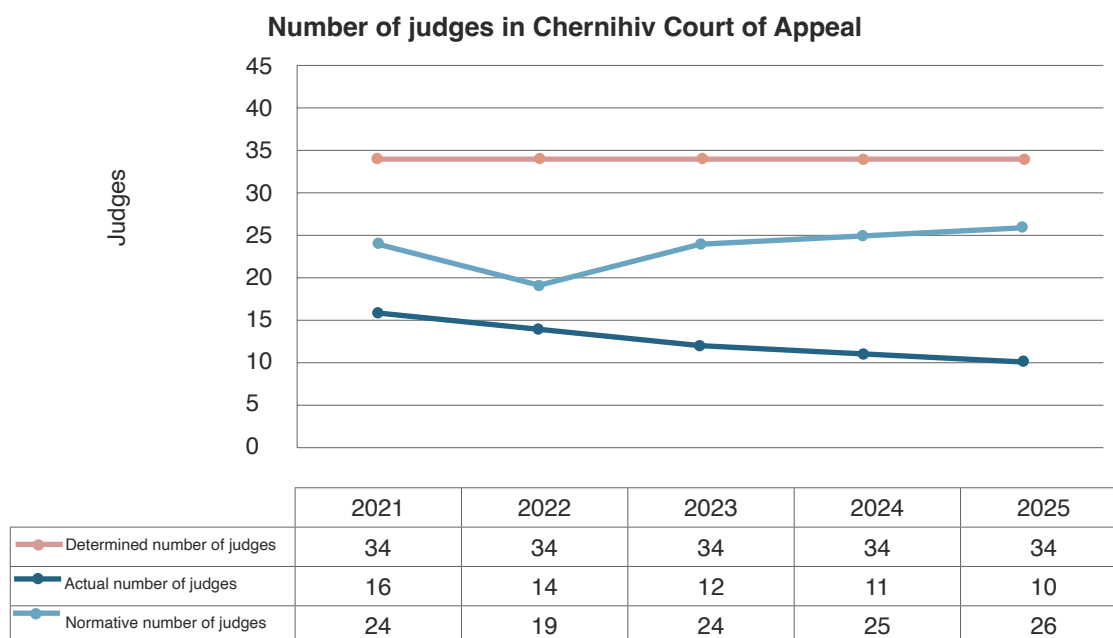 Number of judges in Chernihiv Court of Appeal
45
40
35
30
25
20
15
10
5
0
Judges
2021 2022 2023 2024 2025
Determined number of judges 34 34 34 34 34
Actual number of judges 16 14 12 11 10
Normative number of judges 24 19 24 25 26